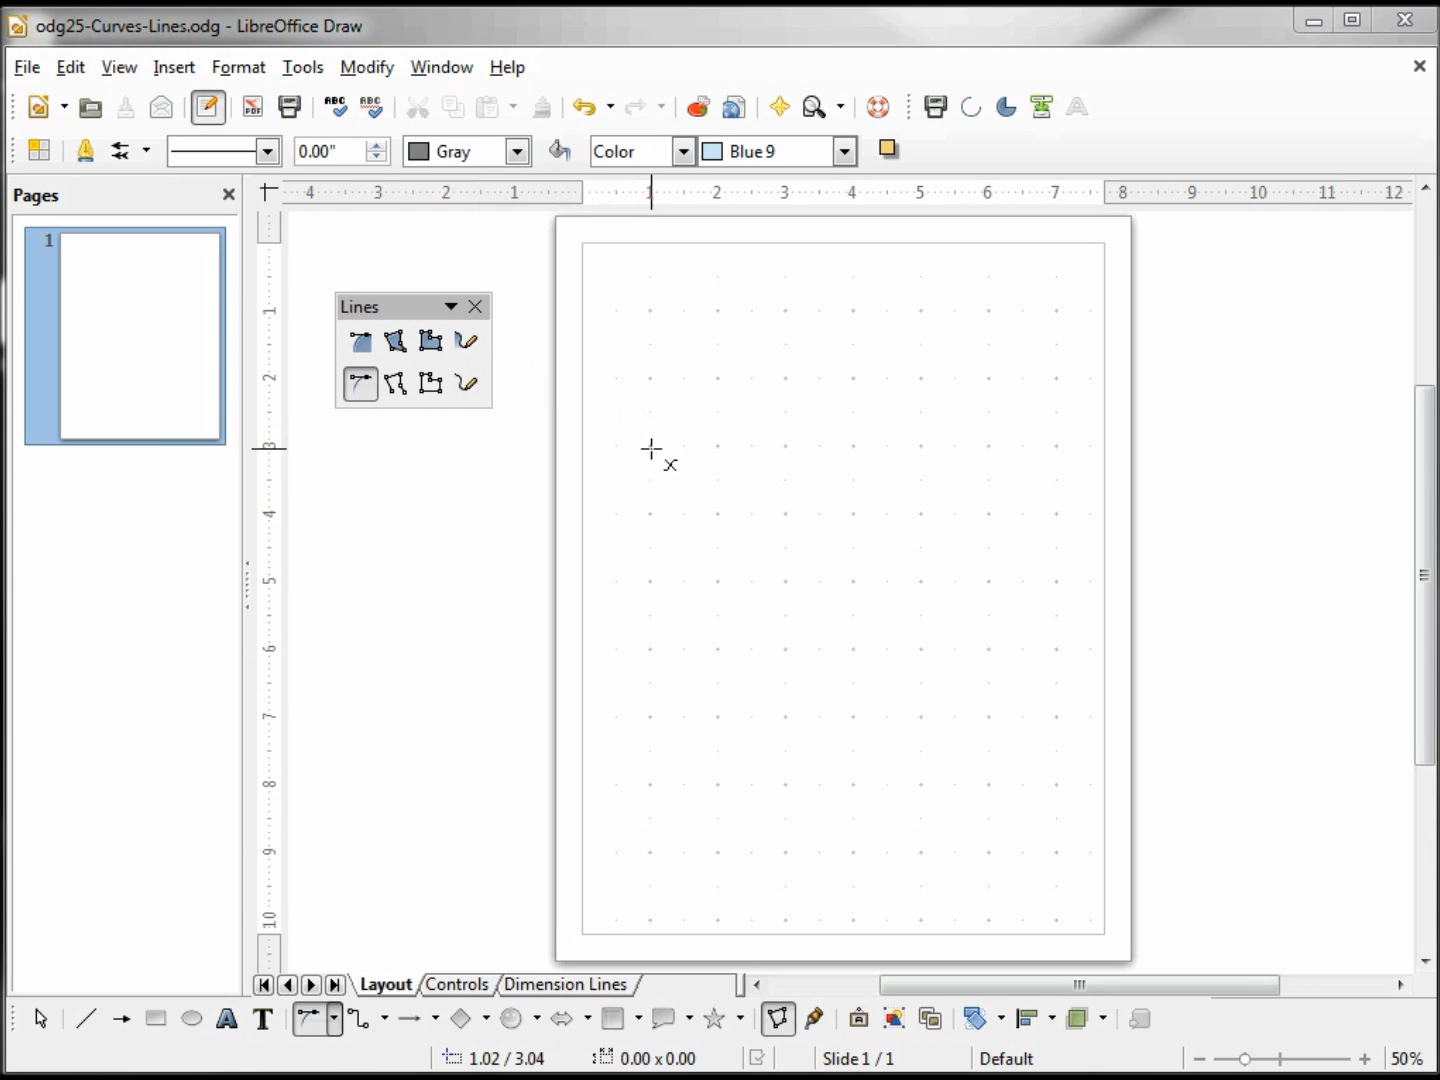 odg25-Curves-Lines.odg - LibreOffice Draw
File Edit View Insert Format Tools Modify Window Help
PDF ABC ABC
0.00" Gray Color Blue 9
Pages
4 3 2 1 1 2 3 4 5 6 7 8 9 10 11 12
1
Lines
1
2
3
4
5
6
7
8
9
10
Layout Controls Dimension Lines
1.02 / 3.04 0.00 x 0.00 Slide 1 / 1 Default 50%